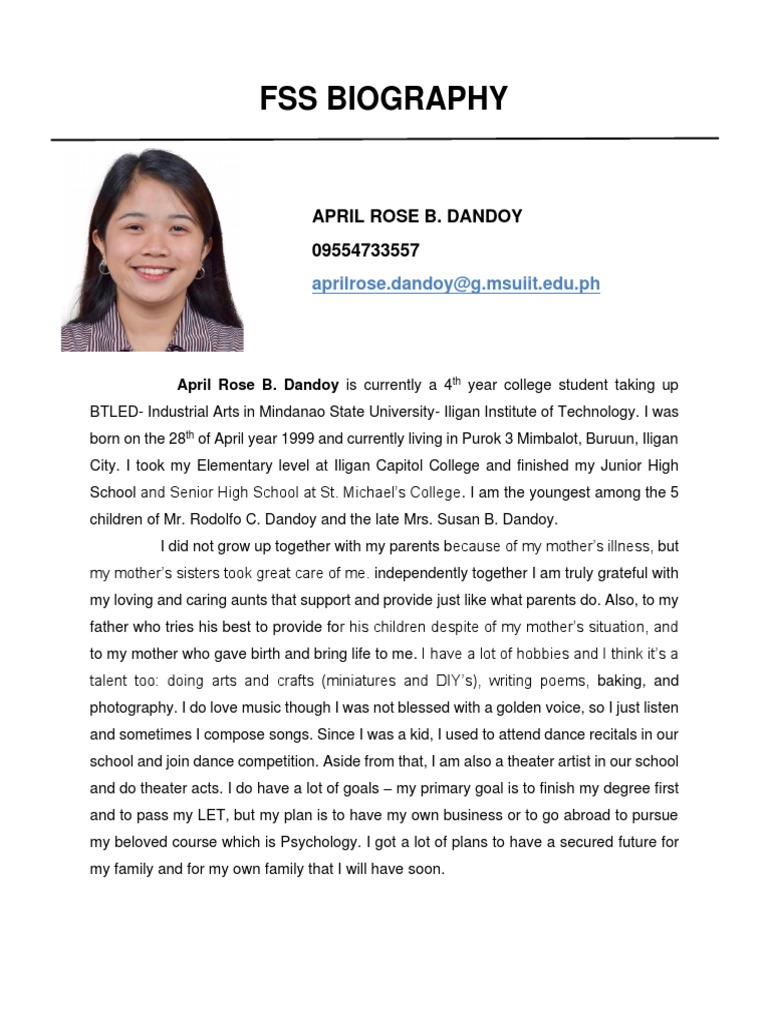 FSS BIOGRAPHY
APRIL ROSE B. DANDOY
09554733557
aprilrose.dandoy@g.msuiit.edu.ph
April Rose B. Dandoy is currently a 4th year college student taking up
BTLED- Industrial Arts in Mindanao State University- Iligan Institute of Technology. I was
born on the 28th of April year 1999 and currently living in Purok 3 Mimbalot, Buruun, Iligan
City. I took my Elementary level at Iligan Capitol College and finished my Junior High
School and Senior High School at St. Michael's College. I am the youngest among the 5
children of Mr. Rodolfo C. Dandoy and the late Mrs. Susan B. Dandoy.
I did not grow up together with my parents because of my mother's illness, but
my mother's sisters took great care of me. independently together I am truly grateful with
my loving and caring aunts that support and provide just like what parents do. Also, to my
father who tries his best to provide for his children despite of my mother's situation, and
to my mother who gave birth and bring life to me. I have a lot of hobbies and I think it's a
talent too: doing arts and crafts (miniatures and DIY's), writing poems, baking, and
photography. I do love music though I was not blessed with a golden voice, so I just listen
and sometimes I compose songs. Since I was a kid, I used to attend dance recitals in our
school and join dance competition. Aside from that, I am also a theater artist in our school
and do theater acts. I do have a lot of goals – my primary goal is to finish my degree first
and to pass my LET, but my plan is to have my own business or to go abroad to pursue
my beloved course which is Psychology. I got a lot of plans to have a secured future for
my family and for my own family that I will have soon.